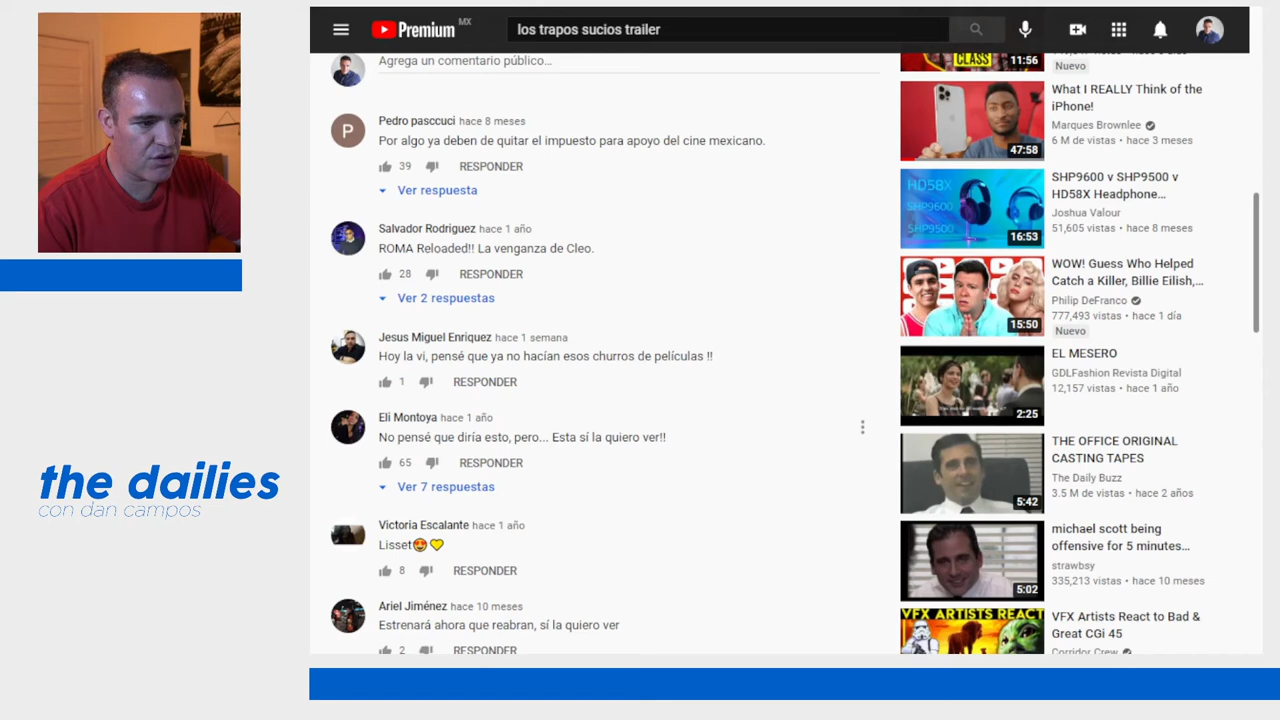 Premium MX
los trapos sucios trailer
Agrega un comentario público...
Pedro pasccuci hace 8 meses
Por algo ya deben de quitar el impuesto para apoyo del cine mexicano.
39 RESPONDER
Ver respuesta
Salvador Rodriguez hace 1 año
ROMA Reloaded!! La venganza de Cleo.
28 RESPONDER
Ver 2 respuestas
Jesus Miguel Enriquez hace 1 semana
Hoy la vi, pensé que ya no hacían esos churros de películas !!
1 RESPONDER
Eli Montoya hace 1 año
No pensé que diría esto, pero... Esta sí la quiero ver!!
65 RESPONDER
Ver 7 respuestas
Victoria Escalante hace 1 año
Lisset😍💛
8 RESPONDER
Ariel Jiménez hace 10 meses
Estrenará ahora que reabran, sí la quiero ver
2 RESPONDER
CLASS
11:56
Nuevo
What I REALLY Think of the
iPhone!
Marques Brownlee
6 M de vistas • hace 3 meses
47:58
SHP9600 v SHP9500 v
HD58X Headphone...
Joshua Valour
51,605 vistas • hace 8 meses
HD58X
SHP9600
SHP9500
16:53
WOW! Guess Who Helped
Catch a Killer, Billie Eilish,...
Philip DeFranco
777,493 vistas • hace 1 día
Nuevo
15:50
EL MESERO
GDLFashion Revista Digital
12,157 vistas • hace 1 año
2:25
THE OFFICE ORIGINAL
CASTING TAPES
The Daily Buzz
3.5 M de vistas • hace 2 años
5:42
michael scott being
offensive for 5 minutes...
strawbsy
335,213 vistas • hace 10 meses
5:02
VFX ARTISTS REACT
VFX Artists React to Bad &
Great CGi 45
Corridor Crew
the dailies
con dan campos